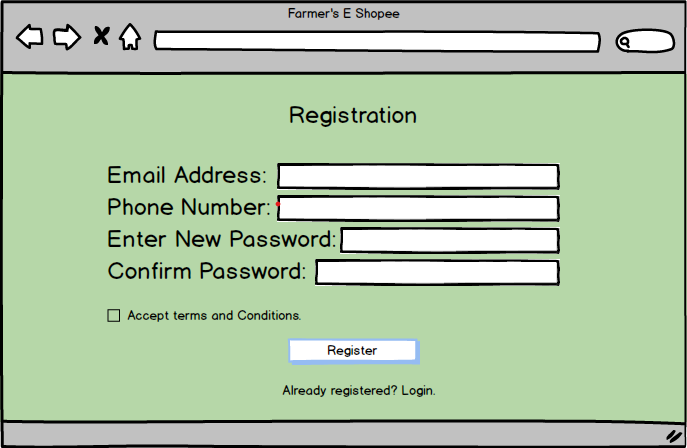 Farmer's E Shopee
Registration
Email Address:
Phone Number:
Enter New Password:
Confirm Password:
Accept terms and Conditions.
Register
Already registered? Login.